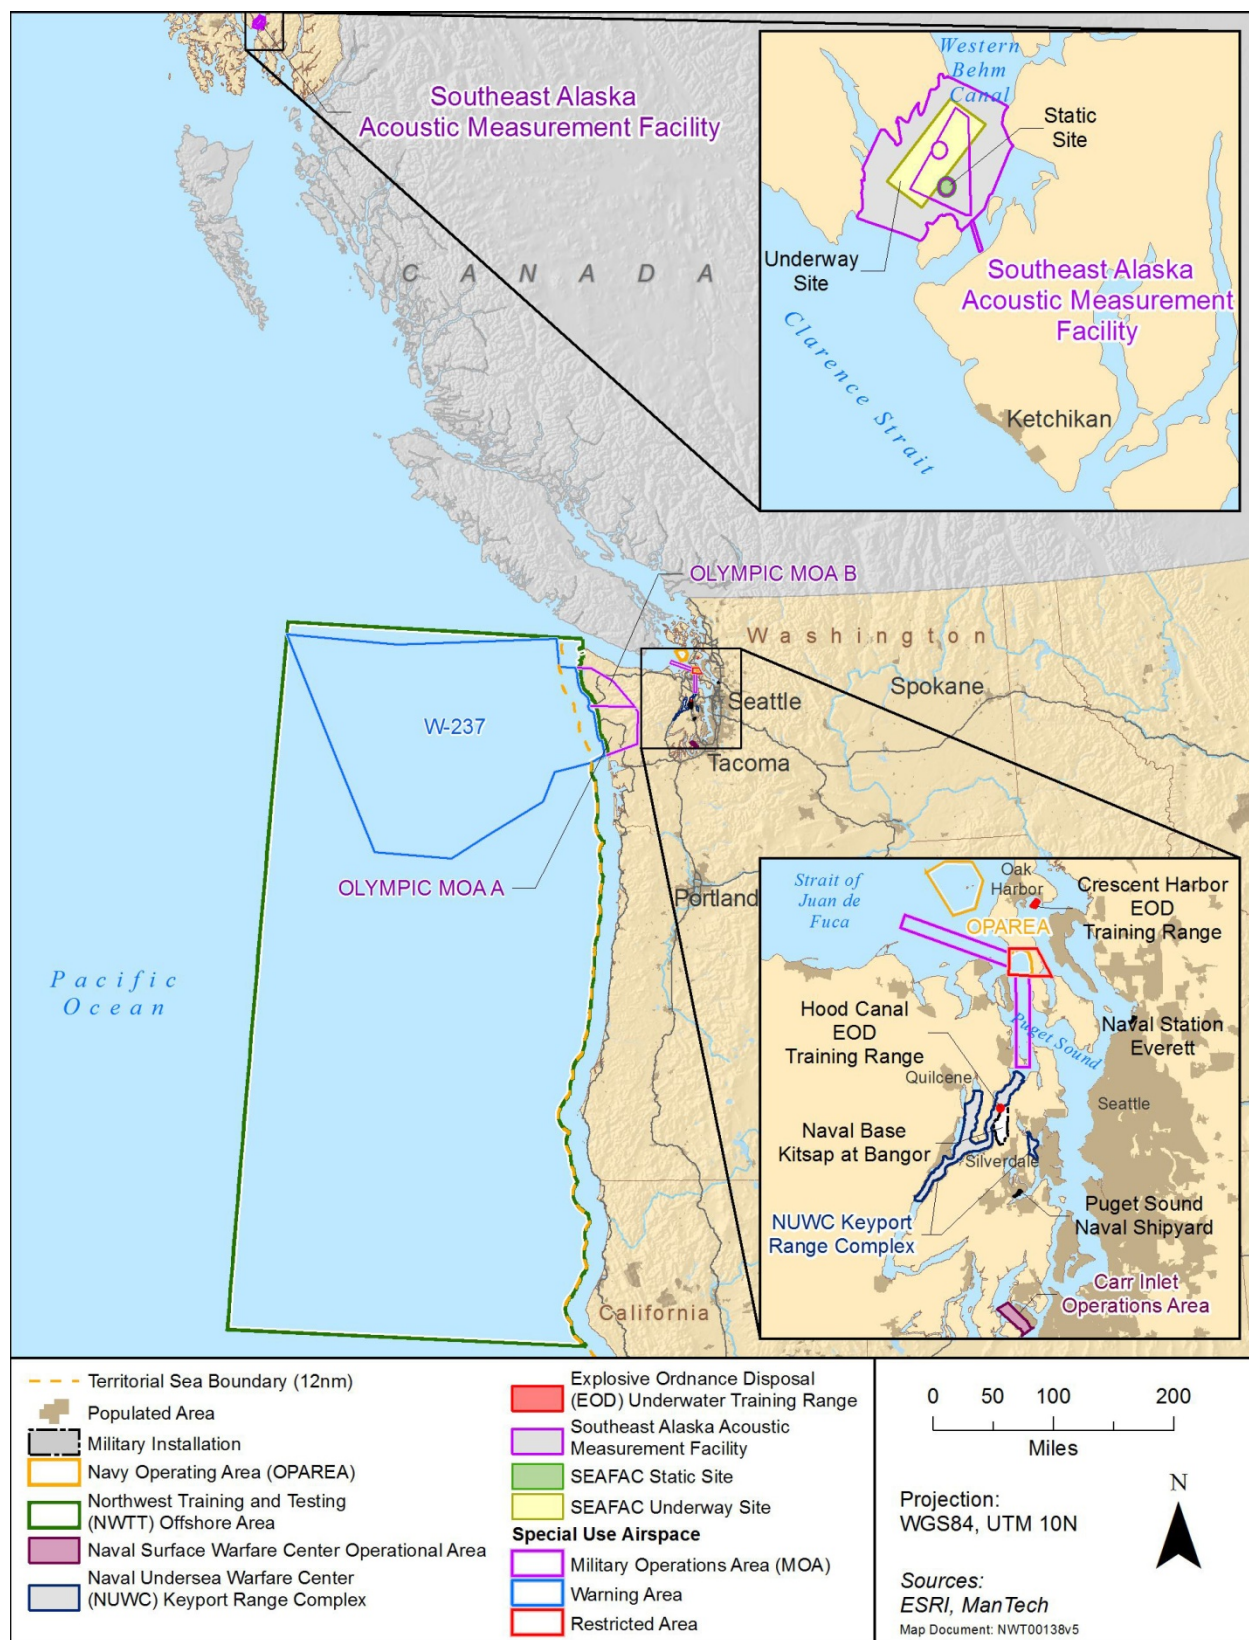 Southeast Alaska
Acoustic Measurement Facility
CANADA
Western
Behm
Canal
Static
Site
Underway
Site
Southeast Alaska
Acoustic Measurement
Facility
Clarence Strait
Ketchikan
OLYMPIC MOA B
Washington
Spokane
Seattle
W-237
Tacoma
OLYMPIC MOA A
Portland
Pacific
Ocean
California
Strait of
Juan de
Fuca
Oak
Harbor
Crescent Harbor
EOD
Training Range
OPAREA
Hood Canal
EOD
Training Range
Puget Sound
Naval Station
Everett
Quilcene
Seattle
Naval Base
Kitsap at Bangor
Silverdale
Puget Sound
Naval Shipyard
NUWC Keyport
Range Complex
Carr Inlet
Operations Area
Territorial Sea Boundary (12nm)
Populated Area
Military Installation
Navy Operating Area (OPAREA)
Northwest Training and Testing
(NWTT) Offshore Area
Naval Surface Warfare Center Operational Area
Naval Undersea Warfare Center
(NUWC) Keyport Range Complex
Explosive Ordnance Disposal
(EOD) Underwater Training Range
Southeast Alaska Acoustic
Measurement Facility
SEAFAC Static Site
SEAFAC Underway Site
Special Use Airspace
Military Operations Area (MOA)
Warning Area
Restricted Area
0 50 100 200
Miles
N
Projection:
WGS84, UTM 10N
Sources:
ESRI, ManTech
Map Document: NWT00138v5